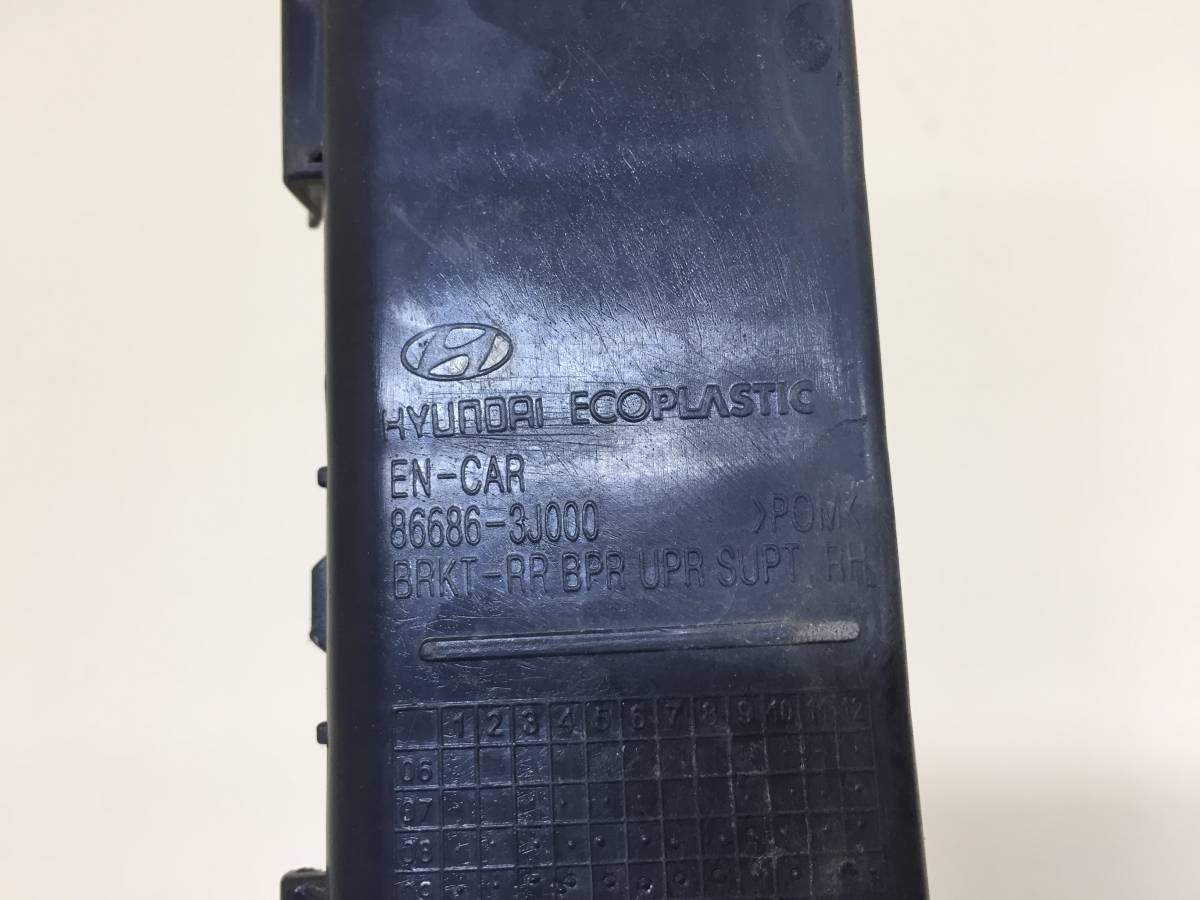 HYUNDAI ECOPLASTIC
EN-CAR
86686-3J000 >POM<
BRKT-RR BPR UPR SUPT, RH
1 2 3 4 5 6 7 8 9 10 11 12
06
07
08
09